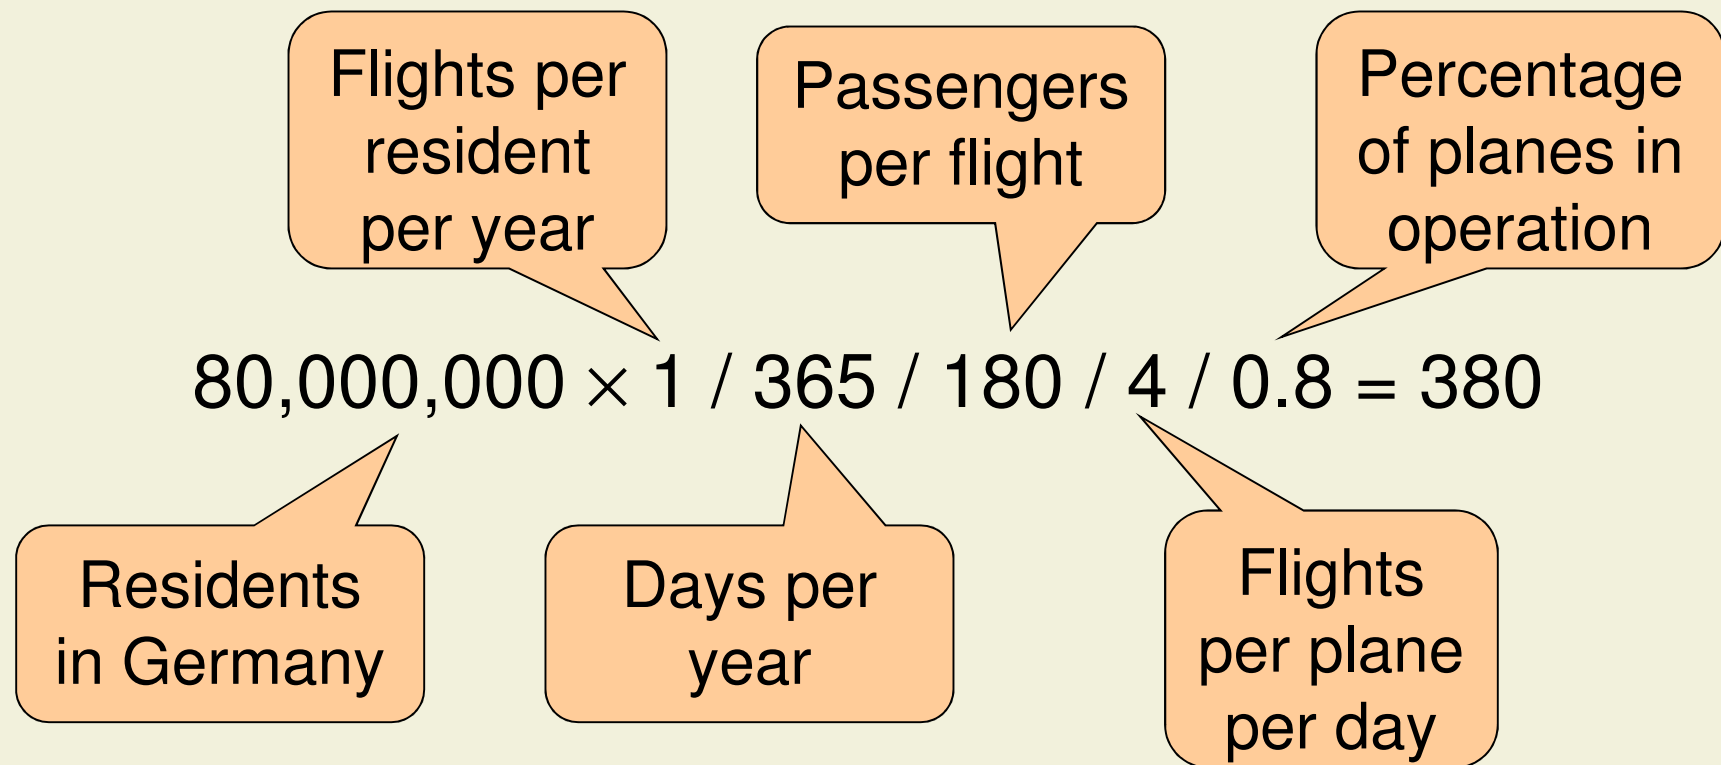 Flights per
resident
per year
Passengers
per flight
Percentage
of planes in
operation
80,000,000 × 1 / 365 / 180 / 4 / 0.8 = 380
Residents
in Germany
Days per
year
Flights
per plane
per day